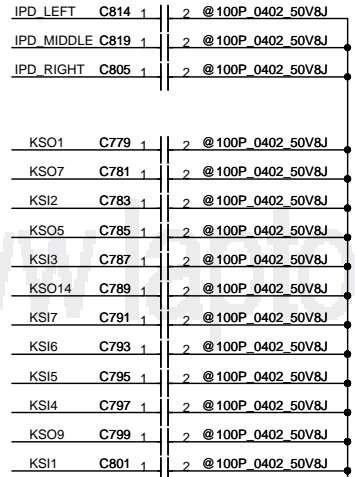 IPD_LEFT C814 1 2 @100P_0402_50V8J
IPD_MIDDLE C819 1 2 @100P_0402_50V8J
IPD_RIGHT C805 1 2 @100P_0402_50V8J
KSO1 C779 1 2 @100P_0402_50V8J
KSO7 C781 1 2 @100P_0402_50V8J
KSI2 C783 1 2 @100P_0402_50V8J
KSO5 C785 1 2 @100P_0402_50V8J
KSI3 C787 1 2 @100P_0402_50V8J
KSO14 C789 1 2 @100P_0402_50V8J
KSI7 C791 1 2 @100P_0402_50V8J
KSI6 C793 1 2 @100P_0402_50V8J
KSI5 C795 1 2 @100P_0402_50V8J
KSI4 C797 1 2 @100P_0402_50V8J
KSO9 C799 1 2 @100P_0402_50V8J
KSI1 C801 1 2 @100P_0402_50V8J